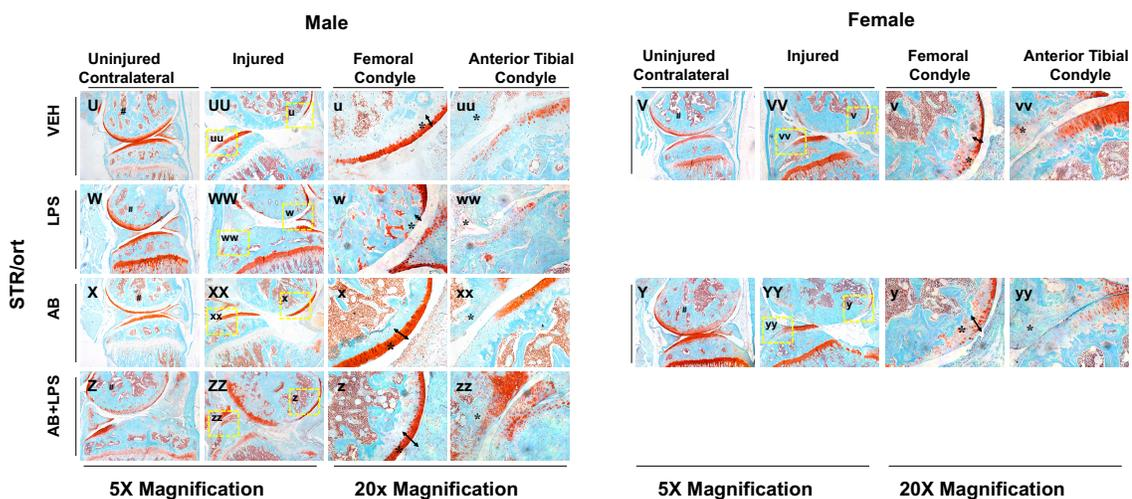 Male
Female
Uninjured
Contralateral
Injured
Femoral
Condyle
Anterior Tibial
Condyle
Uninjured
Contralateral
Injured
Femoral
Condyle
Anterior Tibial
Condyle
STR/ort
VEH
U
#
UU
u
uu
u
*
uu
*
V
#
VV
v
vv
v
*
vv
*
LPS
W
#
WW
w
ww
w
*
ww
*
AB
X
#
XX
x
xx
x
*
xx
*
Y
#
YY
y
yy
y
*
yy
*
AB+LPS
Z
#
ZZ
z
zz
z
*
zz
*
5X Magnification
20x Magnification
5X Magnification
20X Magnification